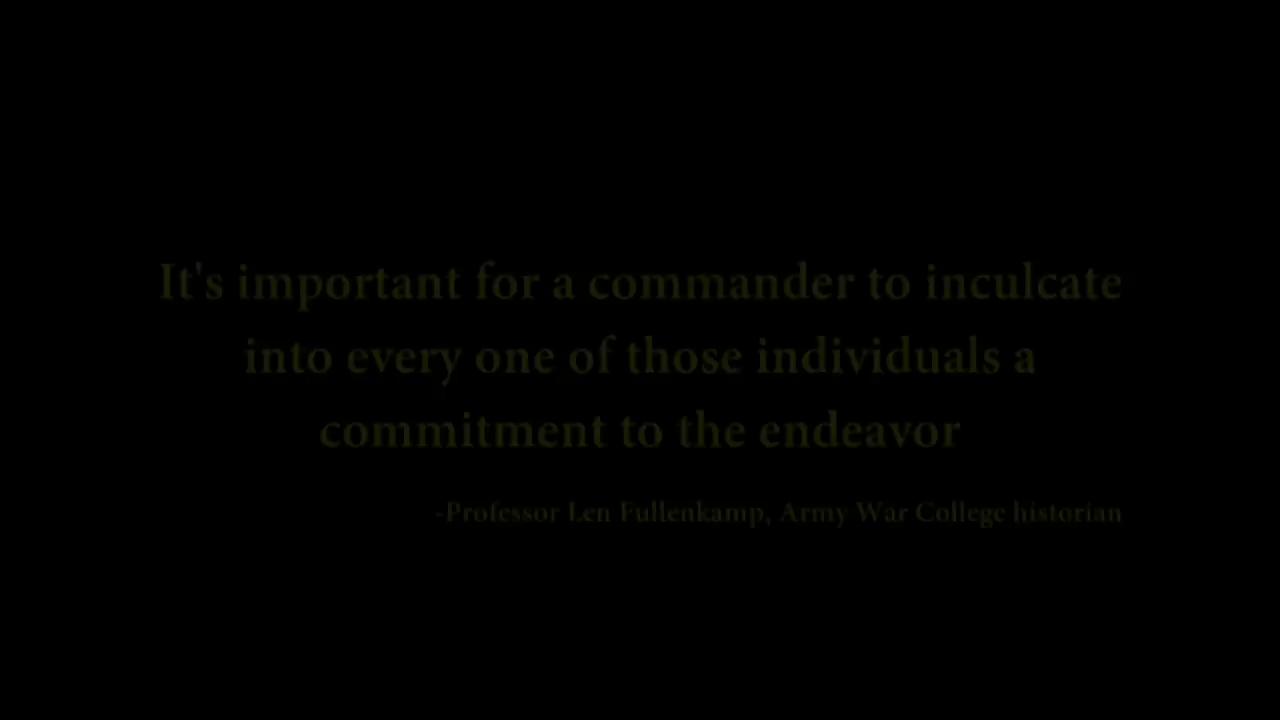 It's important for a commander to inculcate
into every one of those individuals a
commitment to the endeavor
-Professor Len Fullenkamp, Army War College historian